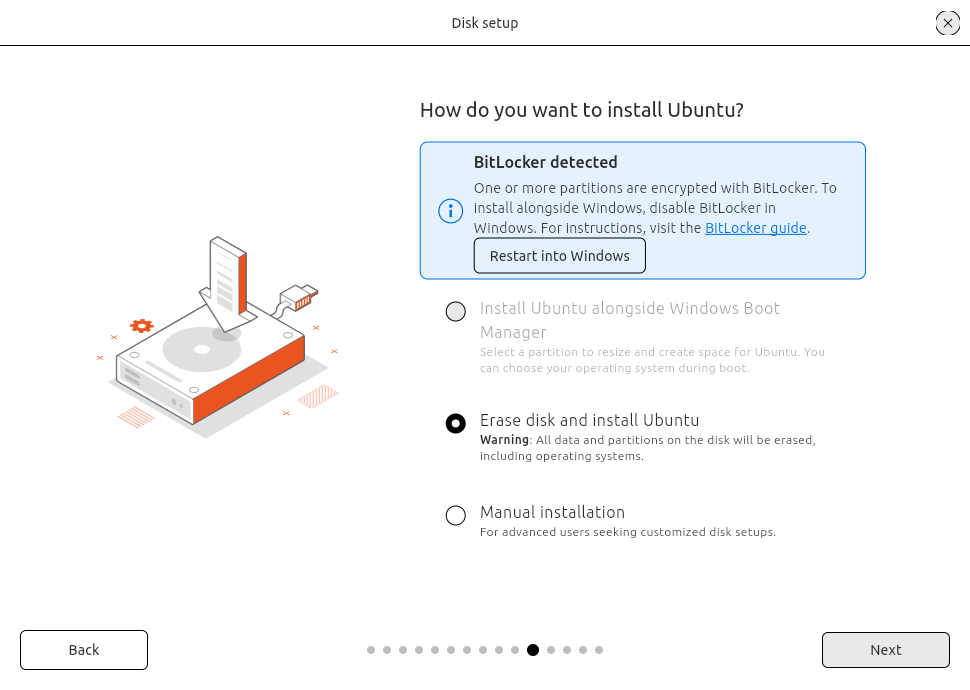 Disk setup
How do you want to install Ubuntu?
BitLocker detected
One or more partitions are encrypted with BitLocker. To
install alongside Windows, disable BitLocker in
Windows. For instructions, visit the BitLocker guide.
Restart into Windows
Install Ubuntu alongside Windows Boot
Manager
Select a partition to resize and create space for Ubuntu. You
can choose your operating system during boot.
Erase disk and install Ubuntu
Warning: All data and partitions on the disk will be erased,
including operating systems.
Manual installation
For advanced users seeking customized disk setups.
Back
Next